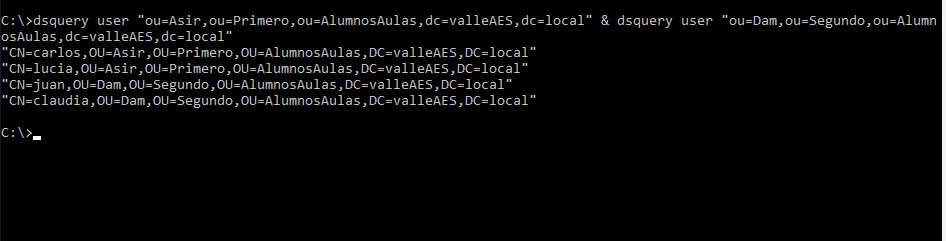 C:\>dsquery user "ou=Asir,ou=Primero,ou=AlumnosAulas,dc=valleAES,dc=local" & dsquery user "ou=Dam,ou=Segundo,ou=Alumn
osAulas,dc=valleAES,dc=local"
"CN=carlos,OU=Asir,OU=Primero,OU=AlumnosAulas,DC=valleAES,DC=local"
"CN=lucia,OU=Asir,OU=Primero,OU=AlumnosAulas,DC=valleAES,DC=local"
"CN=juan,OU=Dam,OU=Segundo,OU=AlumnosAulas,DC=valleAES,DC=local"
"CN=claudia,OU=Dam,OU=Segundo,OU=AlumnosAulas,DC=valleAES,DC=local"
C:\>